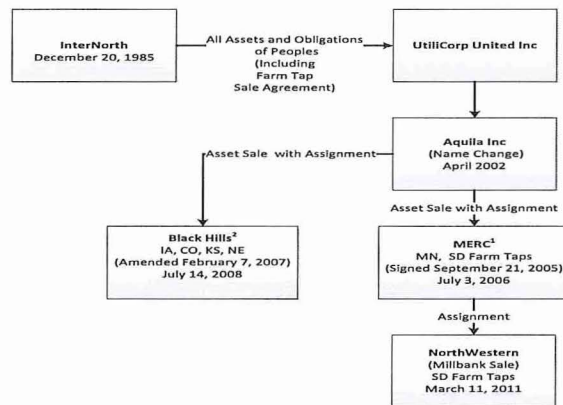 InterNorth
December 20, 1985
All Assets and Obligations
of Peoples
(Including
Farm Tap
Sale Agreement)
UtiliCorp United Inc
Aquila Inc
(Name Change)
April 2002
Asset Sale with Assignment
Asset Sale with Assignment
Black Hills²
IA, CO, KS, NE
(Amended February 7, 2007)
July 14, 2008
MERC¹
MN, SD Farm Taps
(Signed September 21, 2005)
July 3, 2006
Assignment
NorthWestern
(Millbank Sale)
SD Farm Taps
March 11, 2011